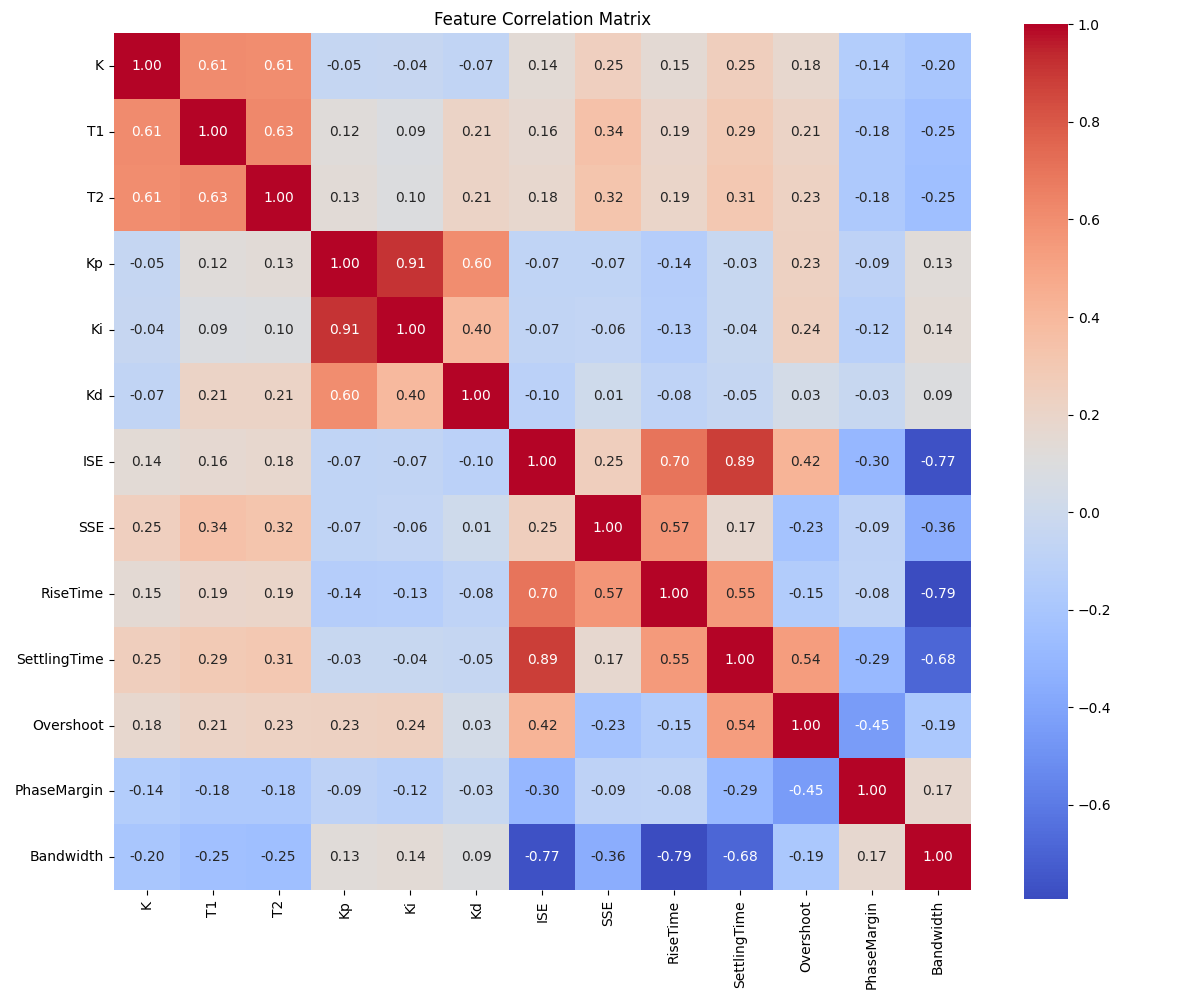 Feature Correlation Matrix
K 1.00 0.61 0.61 -0.05 -0.04 -0.07 0.14 0.25 0.15 0.25 0.18 -0.14 -0.20
T1 0.61 1.00 0.63 0.12 0.09 0.21 0.16 0.34 0.19 0.29 0.21 -0.18 -0.25
T2 0.61 0.63 1.00 0.13 0.10 0.21 0.18 0.32 0.19 0.31 0.23 -0.18 -0.25
Kp -0.05 0.12 0.13 1.00 0.91 0.60 -0.07 -0.07 -0.14 -0.03 0.23 -0.09 0.13
Ki -0.04 0.09 0.10 0.91 1.00 0.40 -0.07 -0.06 -0.13 -0.04 0.24 -0.12 0.14
Kd -0.07 0.21 0.21 0.60 0.40 1.00 -0.10 0.01 -0.08 -0.05 0.03 -0.03 0.09
ISE 0.14 0.16 0.18 -0.07 -0.07 -0.10 1.00 0.25 0.70 0.89 0.42 -0.30 -0.77
SSE 0.25 0.34 0.32 -0.07 -0.06 0.01 0.25 1.00 0.57 0.17 -0.23 -0.09 -0.36
RiseTime 0.15 0.19 0.19 -0.14 -0.13 -0.08 0.70 0.57 1.00 0.55 -0.15 -0.08 -0.79
SettlingTime 0.25 0.29 0.31 -0.03 -0.04 -0.05 0.89 0.17 0.55 1.00 0.54 -0.29 -0.68
Overshoot 0.18 0.21 0.23 0.23 0.24 0.03 0.42 -0.23 -0.15 0.54 1.00 -0.45 -0.19
PhaseMargin -0.14 -0.18 -0.18 -0.09 -0.12 -0.03 -0.30 -0.09 -0.08 -0.29 -0.45 1.00 0.17
Bandwidth -0.20 -0.25 -0.25 0.13 0.14 0.09 -0.77 -0.36 -0.79 -0.68 -0.19 0.17 1.00
K T1 T2 Kp Ki Kd ISE SSE RiseTime SettlingTime Overshoot PhaseMargin Bandwidth
1.0
0.8
0.6
0.4
0.2
0.0
−0.2
−0.4
−0.6